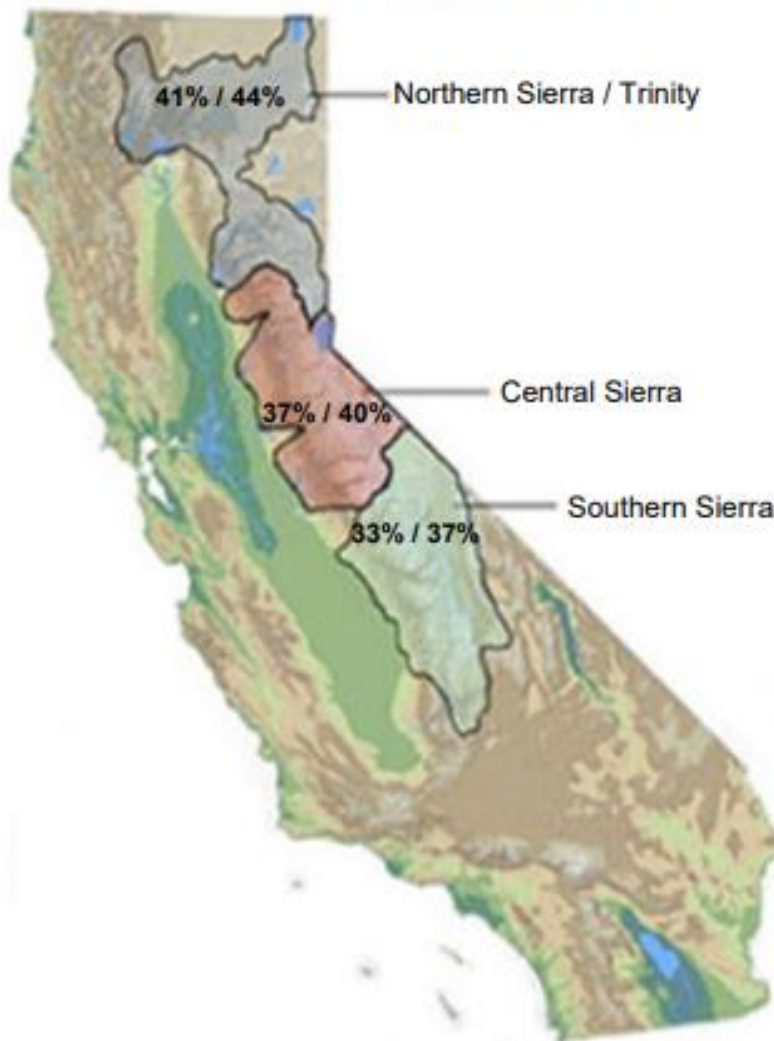 41% / 44%
Northern Sierra / Trinity
37% / 40%
Central Sierra
33% / 37%
Southern Sierra